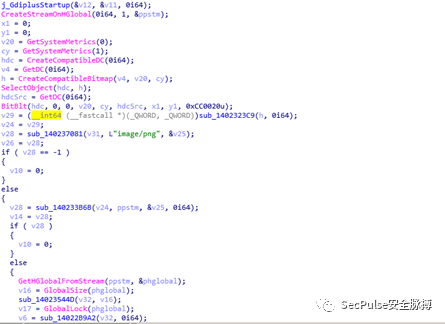 j_GdiplusStartup(&v12, &v11, 0i64);
CreateStreamOnHGlobal(0i64, 1, &ppstm);
x1 = 0;
y1 = 0;
v20 = GetSystemMetrics(0);
cy = GetSystemMetrics(1);
hdc = CreateCompatibleDC(0i64);
v4 = GetDC(0i64);
h = CreateCompatibleBitmap(v4, v20, cy);
SelectObject(hdc, h);
hdcSrc = GetDC(0i64);
BitBlt(hdc, 0, 0, v20, cy, hdcSrc, x1, y1, 0xCC0020u);
v29 = (__int64 (__fastcall *)(_QWORD, _QWORD))sub_1402323C9(h, 0i64);
v24 = v29;
v28 = sub_140237081(v31, L"image/png", &v25);
v26 = v28;
if ( v28 == -1 )
{
v10 = 0;
}
else
{
v28 = sub_140233B6B(v24, ppstm, &v25, 0i64);
v14 = v28;
if ( v28 )
{
v10 = 0;
}
else
{
GetHGlobalFromStream(ppstm, &phglobal);
v16 = GlobalSize(phglobal);
sub_14023544D(v32, v16);
v17 = GlobalLock(phglobal);
v6 = sub_14022B9A2(v32, 0i64);
SecPulse安全脉搏